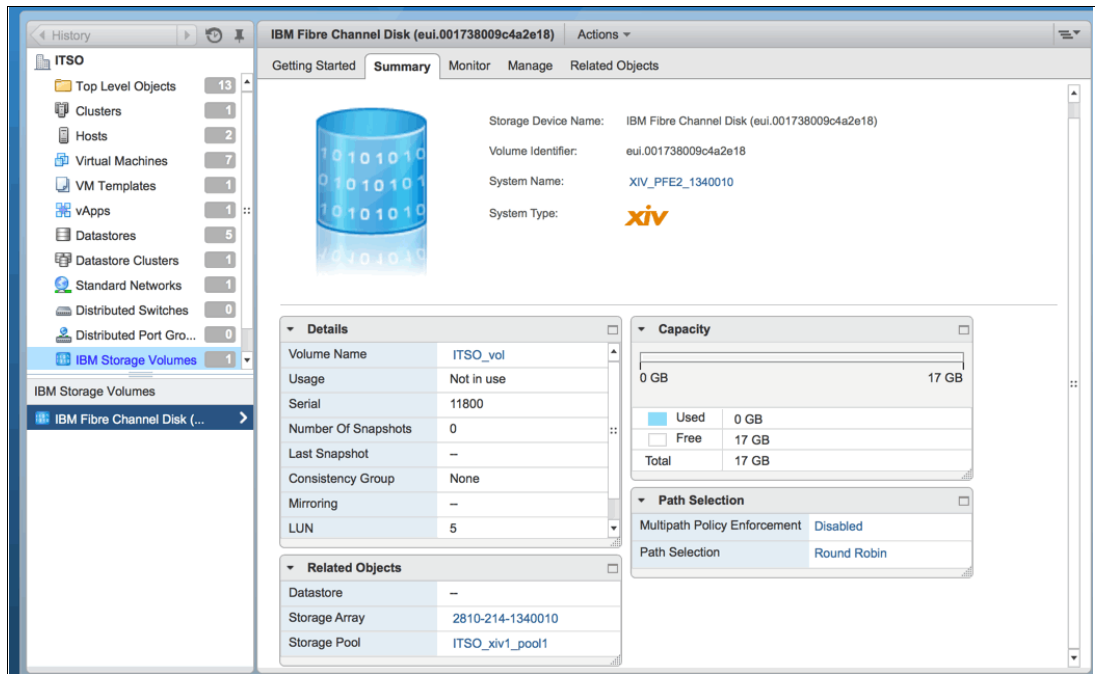 History
ITSO
Top Level Objects 13
Clusters 1
Hosts 2
Virtual Machines 7
VM Templates 1
vApps 1
Datastores 5
Datastore Clusters 1
Standard Networks 1
Distributed Switches 0
Distributed Port Gro... 0
IBM Storage Volumes 1
IBM Storage Volumes
IBM Fibre Channel Disk (...
IBM Fibre Channel Disk (eui.001738009c4a2e18) Actions
Getting Started Summary Monitor Manage Related Objects
10101010
01010101
10101010
Storage Device Name: IBM Fibre Channel Disk (eui.001738009c4a2e18)
Volume Identifier: eui.001738009c4a2e18
System Name: XIV_PFE2_1340010
System Type: xiv
Details
Volume Name ITSO_vol
Usage Not in use
Serial 11800
Number Of Snapshots 0
Last Snapshot --
Consistency Group None
Mirroring --
LUN 5
Related Objects
Datastore --
Storage Array 2810-214-1340010
Storage Pool ITSO_xiv1_pool1
Capacity
0 GB 17 GB
Used 0 GB
Free 17 GB
Total 17 GB
Path Selection
Multipath Policy Enforcement Disabled
Path Selection Round Robin